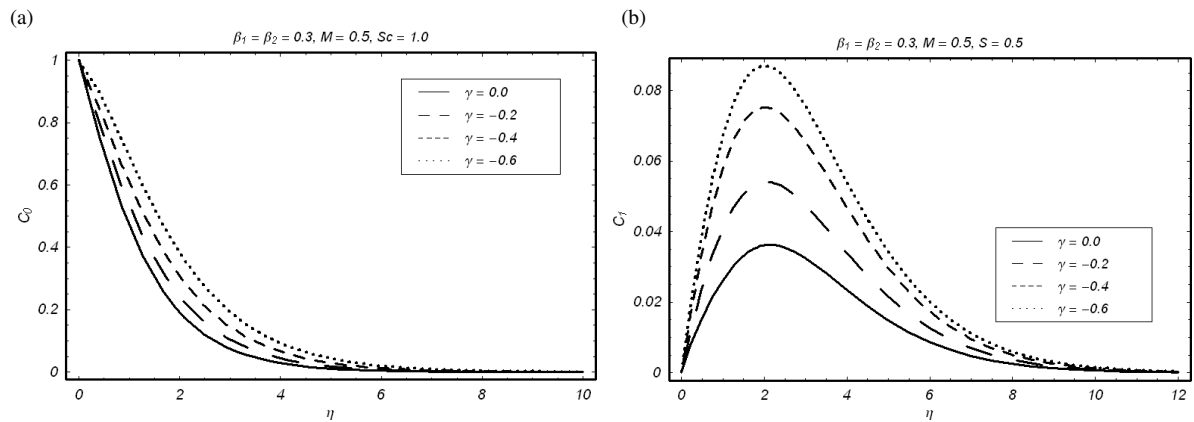 (a)
β₁ = β₂ = 0.3, M = 0.5, Sc = 1.0
1
0.8
0.6
0.4
0.2
0
C₀
γ = 0.0
γ = −0.2
γ = −0.4
γ = −0.6
0 2 4 6 8 10
η
(b)
β₁ = β₂ = 0.3, M = 0.5, S = 0.5
0.08
0.06
0.04
0.02
0
C₁
γ = 0.0
γ = −0.2
γ = −0.4
γ = −0.6
0 2 4 6 8 10 12
η